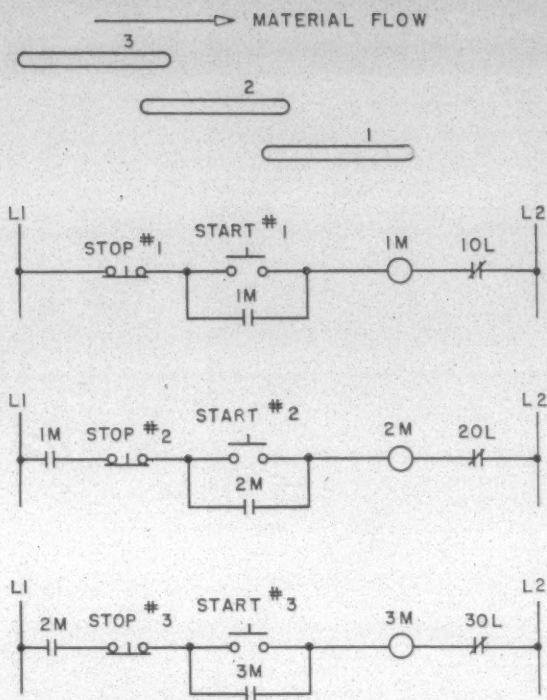 MATERIAL FLOW
3
2
1
L1 L2
STOP #1 START #1 1M 1OL
1M
L1 L2
1M STOP #2 START #2 2M 2OL
2M
L1 L2
2M STOP #3 START #3 3M 3OL
3M